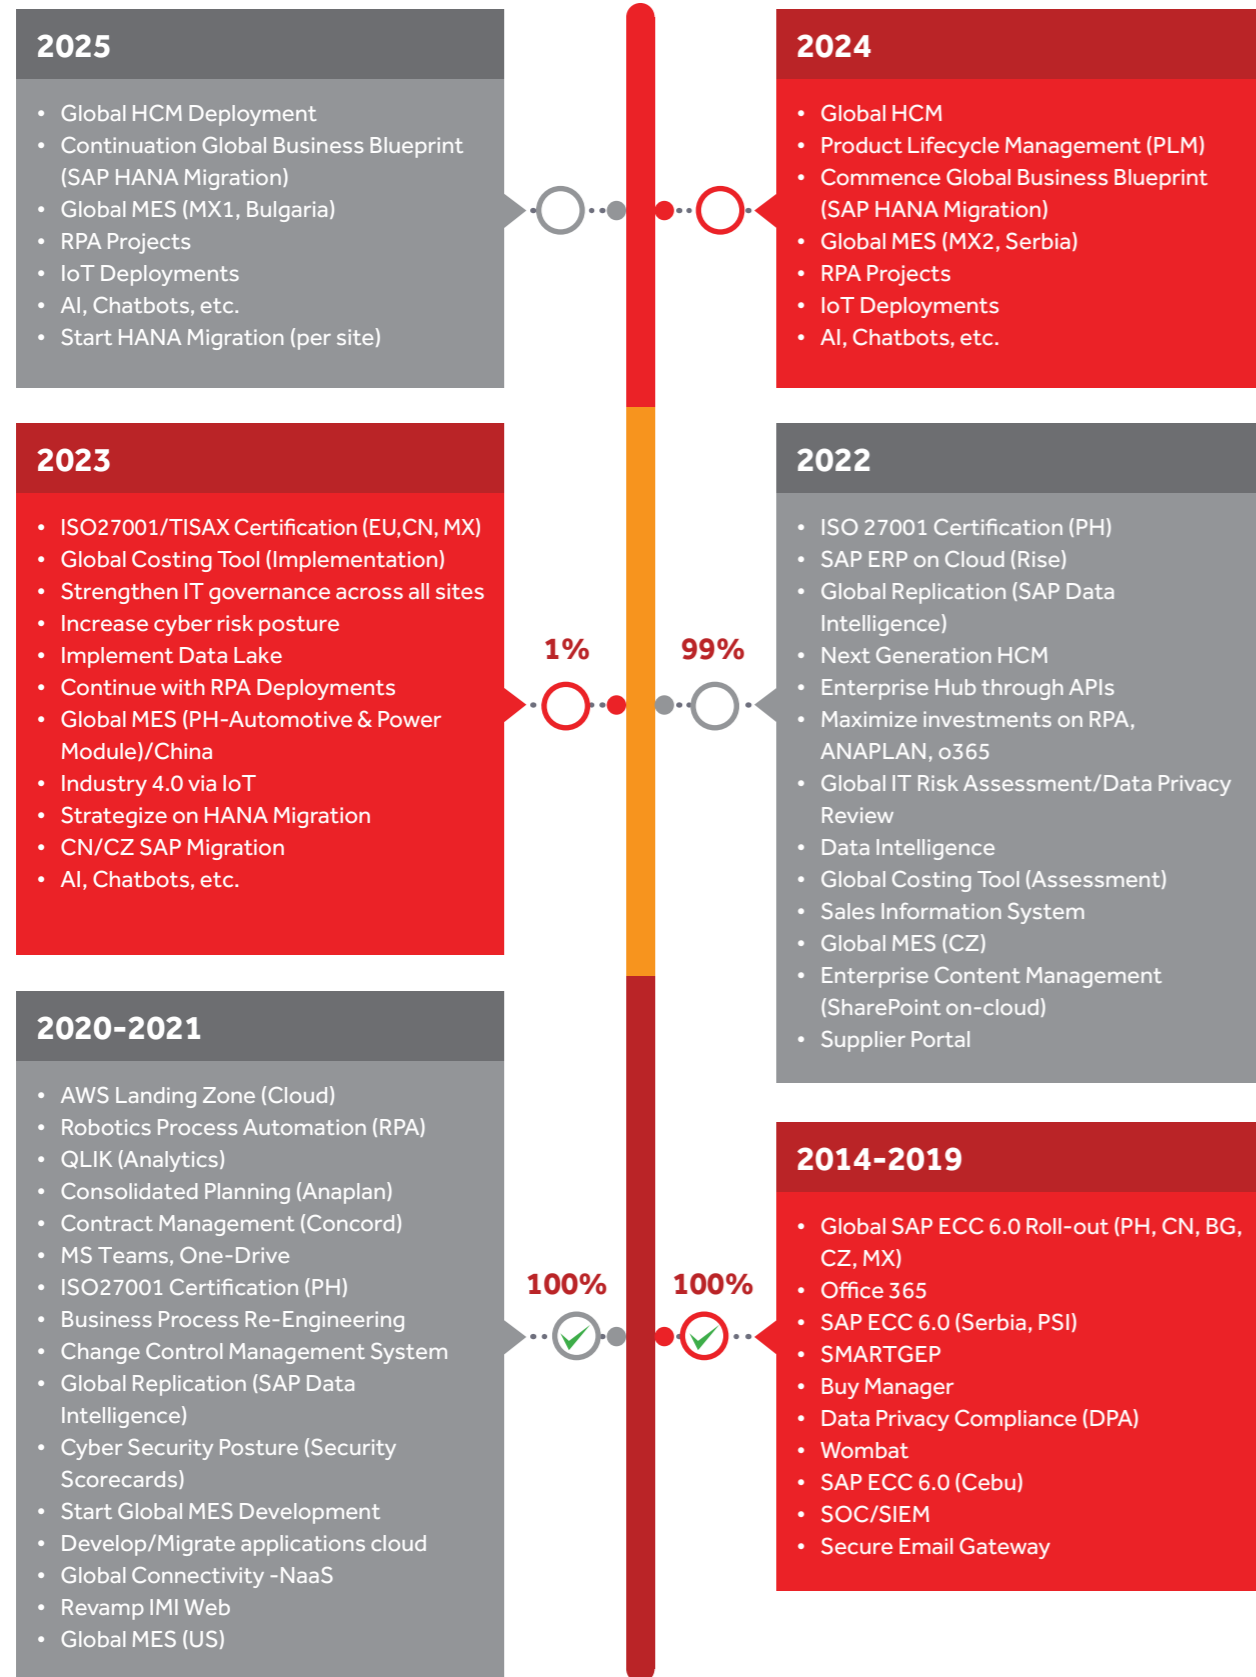 2025
• Global HCM Deployment
• Continuation Global Business Blueprint
(SAP HANA Migration)
• Global MES (MX1, Bulgaria)
• RPA Projects
• IoT Deployments
• AI, Chatbots, etc.
• Start HANA Migration (per site)
2024
• Global HCM
• Product Lifecycle Management (PLM)
• Commence Global Business Blueprint
(SAP HANA Migration)
• Global MES (MX2, Serbia)
• RPA Projects
• IoT Deployments
• AI, Chatbots, etc.
2023
• ISO27001/TISAX Certification (EU,CN, MX)
• Global Costing Tool (Implementation)
• Strengthen IT governance across all sites
• Increase cyber risk posture
• Implement Data Lake
• Continue with RPA Deployments
• Global MES (PH-Automotive & Power
Module)/China
• Industry 4.0 via IoT
• Strategize on HANA Migration
• CN/CZ SAP Migration
• AI, Chatbots, etc.
1%
99%
2022
• ISO 27001 Certification (PH)
• SAP ERP on Cloud (Rise)
• Global Replication (SAP Data
Intelligence)
• Next Generation HCM
• Enterprise Hub through APIs
• Maximize investments on RPA,
ANAPLAN, o365
• Global IT Risk Assessment/Data Privacy
Review
• Data Intelligence
• Global Costing Tool (Assessment)
• Sales Information System
• Global MES (CZ)
• Enterprise Content Management
(SharePoint on-cloud)
• Supplier Portal
2020-2021
• AWS Landing Zone (Cloud)
• Robotics Process Automation (RPA)
• QLIK (Analytics)
• Consolidated Planning (Anaplan)
• Contract Management (Concord)
• MS Teams, One-Drive
• ISO27001 Certification (PH)
• Business Process Re-Engineering
• Change Control Management System
• Global Replication (SAP Data
Intelligence)
• Cyber Security Posture (Security
Scorecards)
• Start Global MES Development
• Develop/Migrate applications cloud
• Global Connectivity -NaaS
• Revamp IMI Web
• Global MES (US)
100%
100%
2014-2019
• Global SAP ECC 6.0 Roll-out (PH, CN, BG,
CZ, MX)
• Office 365
• SAP ECC 6.0 (Serbia, PSI)
• SMARTGEP
• Buy Manager
• Data Privacy Compliance (DPA)
• Wombat
• SAP ECC 6.0 (Cebu)
• SOC/SIEM
• Secure Email Gateway